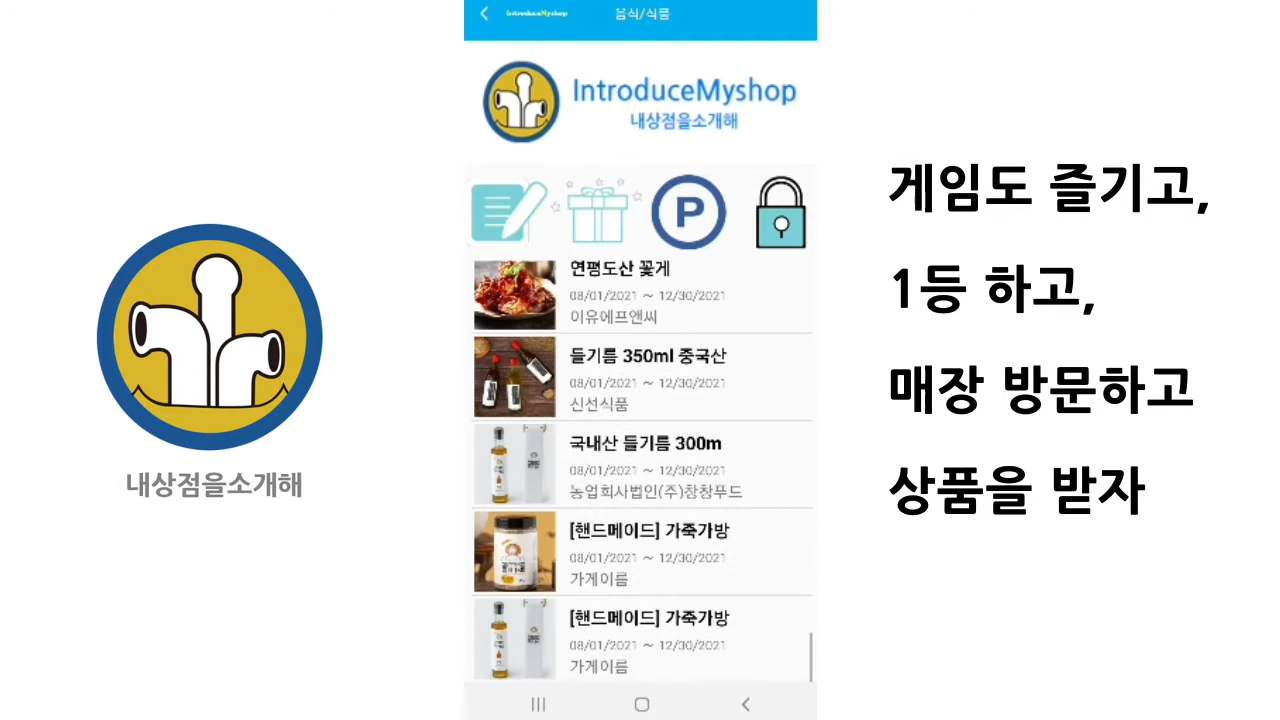 IntroduceMyshop
음식/식품
IntroduceMyshop
내상점을소개해
P
연평도산 꽃게
08/01/2021 ~ 12/30/2021
이유에프앤씨
들기름 350ml 중국산
08/01/2021 ~ 12/30/2021
신선식품
국내산 들기름 300m
08/01/2021 ~ 12/30/2021
농업회사법인(주)창창푸드
[핸드메이드] 가죽가방
08/01/2021 ~ 12/30/2021
가게이름
[핸드메이드] 가죽가방
08/01/2021 ~ 12/30/2021
가게이름
내상점을소개해
게임도 즐기고,
1등 하고,
매장 방문하고
상품을 받자